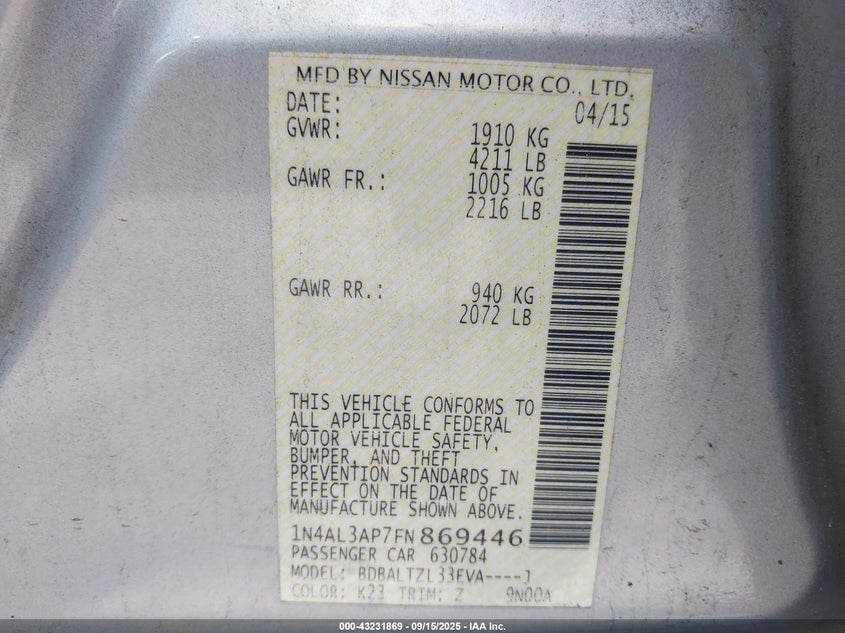 MFD BY NISSAN MOTOR CO., LTD.
DATE: 04/15
GVWR: 1910 KG
4211 LB
GAWR FR.: 1005 KG
2216 LB
GAWR RR.: 940 KG
2072 LB
THIS VEHICLE CONFORMS TO
ALL APPLICABLE FEDERAL
MOTOR VEHICLE SAFETY,
BUMPER, AND THEFT
PREVENTION STANDARDS IN
EFFECT ON THE DATE OF
MANUFACTURE SHOWN ABOVE.
1N4AL3AP7FN869446
PASSENGER CAR 630784
MODEL: BDBALTZL33EVA----J
COLOR: K23 TRIM: Z 9N00A
000-43231869 - 09/15/2025 - IAA Inc.